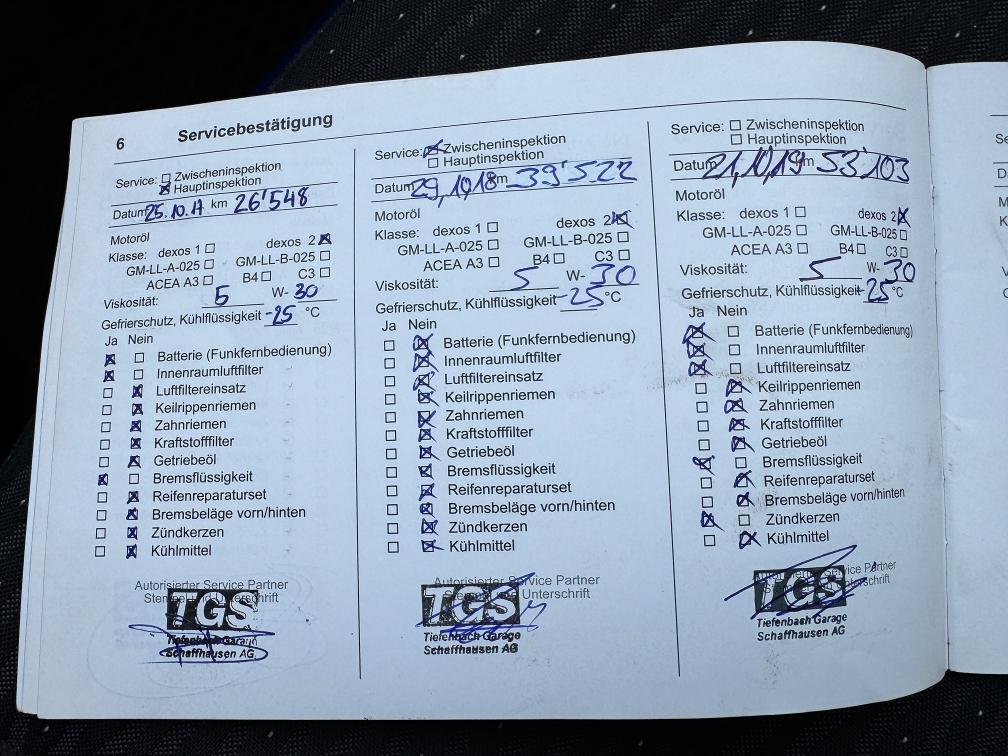 6 Servicebestätigung
Service: ☐ Zwischeninspektion
☒ Hauptinspektion
Datum 25.10.17 km 26'548
Motoröl
Klasse: dexos 1 ☐ dexos 2 ☒
GM-LL-A-025 ☐ GM-LL-B-025 ☐
ACEA A3 ☐ B4 ☐ C3 ☐
Viskosität: 5 W- 30
Gefrierschutz, Kühlflüssigkeit -25 °C
Ja Nein
☒ ☐ Batterie (Funkfernbedienung)
☒ ☐ Innenraumluftfilter
☐ ☒ Luftfiltereinsatz
☐ ☒ Keilrippenriemen
☐ ☒ Zahnriemen
☐ ☒ Kraftstofffilter
☐ ☒ Getriebeöl
☒ ☐ Bremsflüssigkeit
☐ ☒ Reifenreparaturset
☐ ☒ Bremsbeläge vorn/hinten
☐ ☒ Zündkerzen
☐ ☒ Kühlmittel
Autorisierter Service Partner
Stempel und Unterschrift
TGS
Tiefenbach Garage
Schaffhausen AG
Service: ☒ Zwischeninspektion
☐ Hauptinspektion
Datum 29,10,18 km 39'522
Motoröl
Klasse: dexos 1 ☐ dexos 2 ☒
GM-LL-A-025 ☐ GM-LL-B-025 ☐
ACEA A3 ☐ B4 ☐ C3 ☐
Viskosität: 5 W- 30
Gefrierschutz, Kühlflüssigkeit -25 °C
Ja Nein
☐ ☒ Batterie (Funkfernbedienung)
☐ ☒ Innenraumluftfilter
☐ ☒ Luftfiltereinsatz
☐ ☒ Keilrippenriemen
☐ ☒ Zahnriemen
☐ ☒ Kraftstofffilter
☐ ☒ Getriebeöl
☐ ☒ Bremsflüssigkeit
☐ ☒ Reifenreparaturset
☐ ☒ Bremsbeläge vorn/hinten
☐ ☒ Zündkerzen
☐ ☒ Kühlmittel
Autorisierter Service Partner
Stempel und Unterschrift
TGS
Tiefenbach Garage
Schaffhausen AG
Service: ☐ Zwischeninspektion
☐ Hauptinspektion
Datum 21,10,19 km 53'103
Motoröl
Klasse: dexos 1 ☐ dexos 2 ☒
GM-LL-A-025 ☐ GM-LL-B-025 ☐
ACEA A3 ☐ B4 ☐ C3 ☐
Viskosität: 5 W- 30
Gefrierschutz, Kühlflüssigkeit -25 °C
Ja Nein
☒ ☐ Batterie (Funkfernbedienung)
☒ ☐ Innenraumluftfilter
☒ ☐ Luftfiltereinsatz
☐ ☒ Keilrippenriemen
☐ ☒ Zahnriemen
☐ ☒ Kraftstofffilter
☐ ☒ Getriebeöl
☒ ☐ Bremsflüssigkeit
☐ ☒ Reifenreparaturset
☐ ☒ Bremsbeläge vorn/hinten
☒ ☐ Zündkerzen
☐ ☒ Kühlmittel
Autorisierter Service Partner
Stempel und Unterschrift
TGS
Tiefenbach Garage
Schaffhausen AG